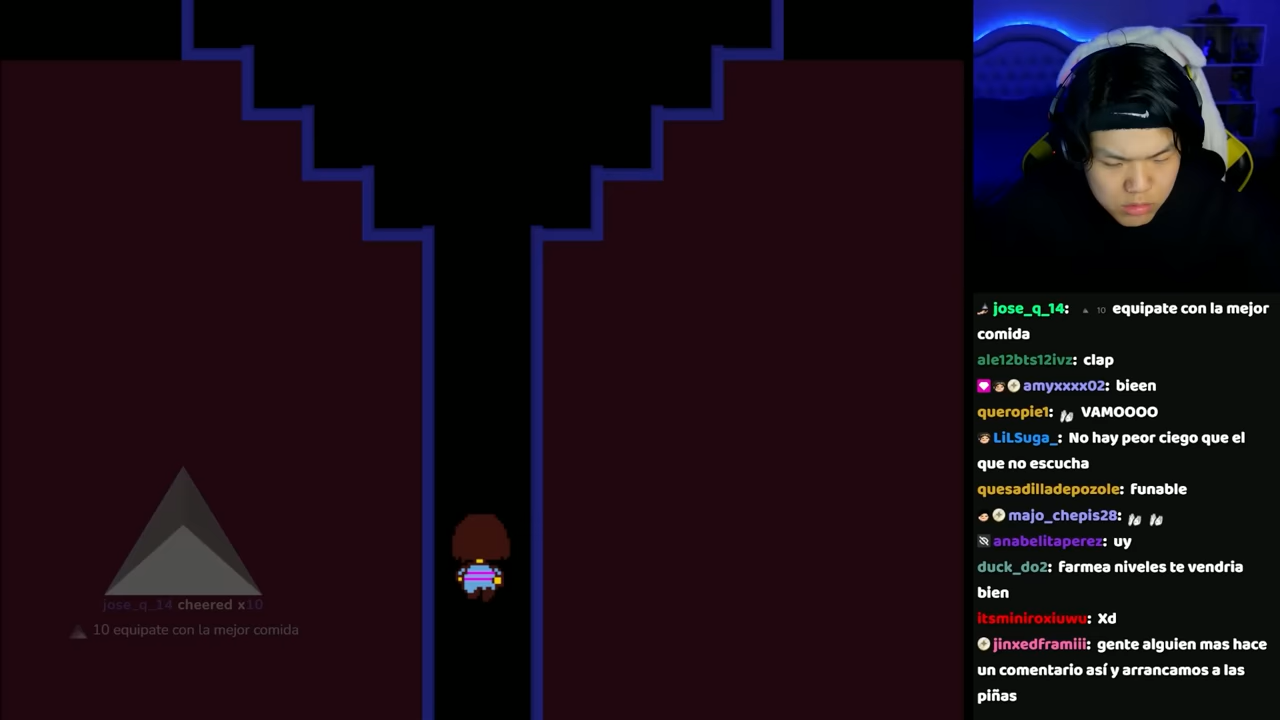 jose_q_14: 10 equipate con la mejor
comida
ale12bts12ivz: clap
amyxxxx02: bieen
queropie1: VAMOOOO
LiLSuga_: No hay peor ciego que el
que no escucha
quesadilladepozole: funable
majo_chepis28:
anabelitaperez: uy
duck_do2: farmea niveles te vendria
bien
itsminiroxiuwu: Xd
jinxedframiii: gente alguien mas hace
un comentario así y arrancamos a las
piñas
jose_q_14 cheered x10
10 equipate con la mejor comida